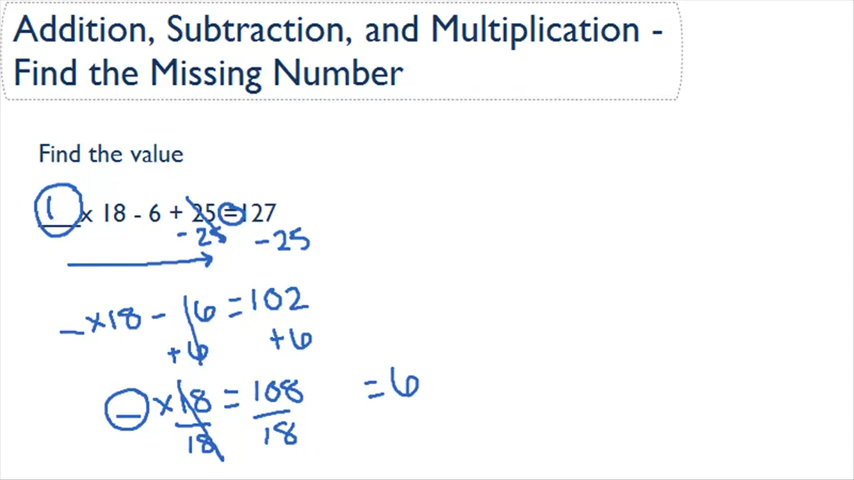 Addition, Subtraction, and Multiplication -
Find the Missing Number
Find the value
1 x 18 - 6 + 25 = 127
- 25 - 25
_ × 18 - 6 = 102
+ 6 + 6
_ × 18 = 108 = 6
18 18